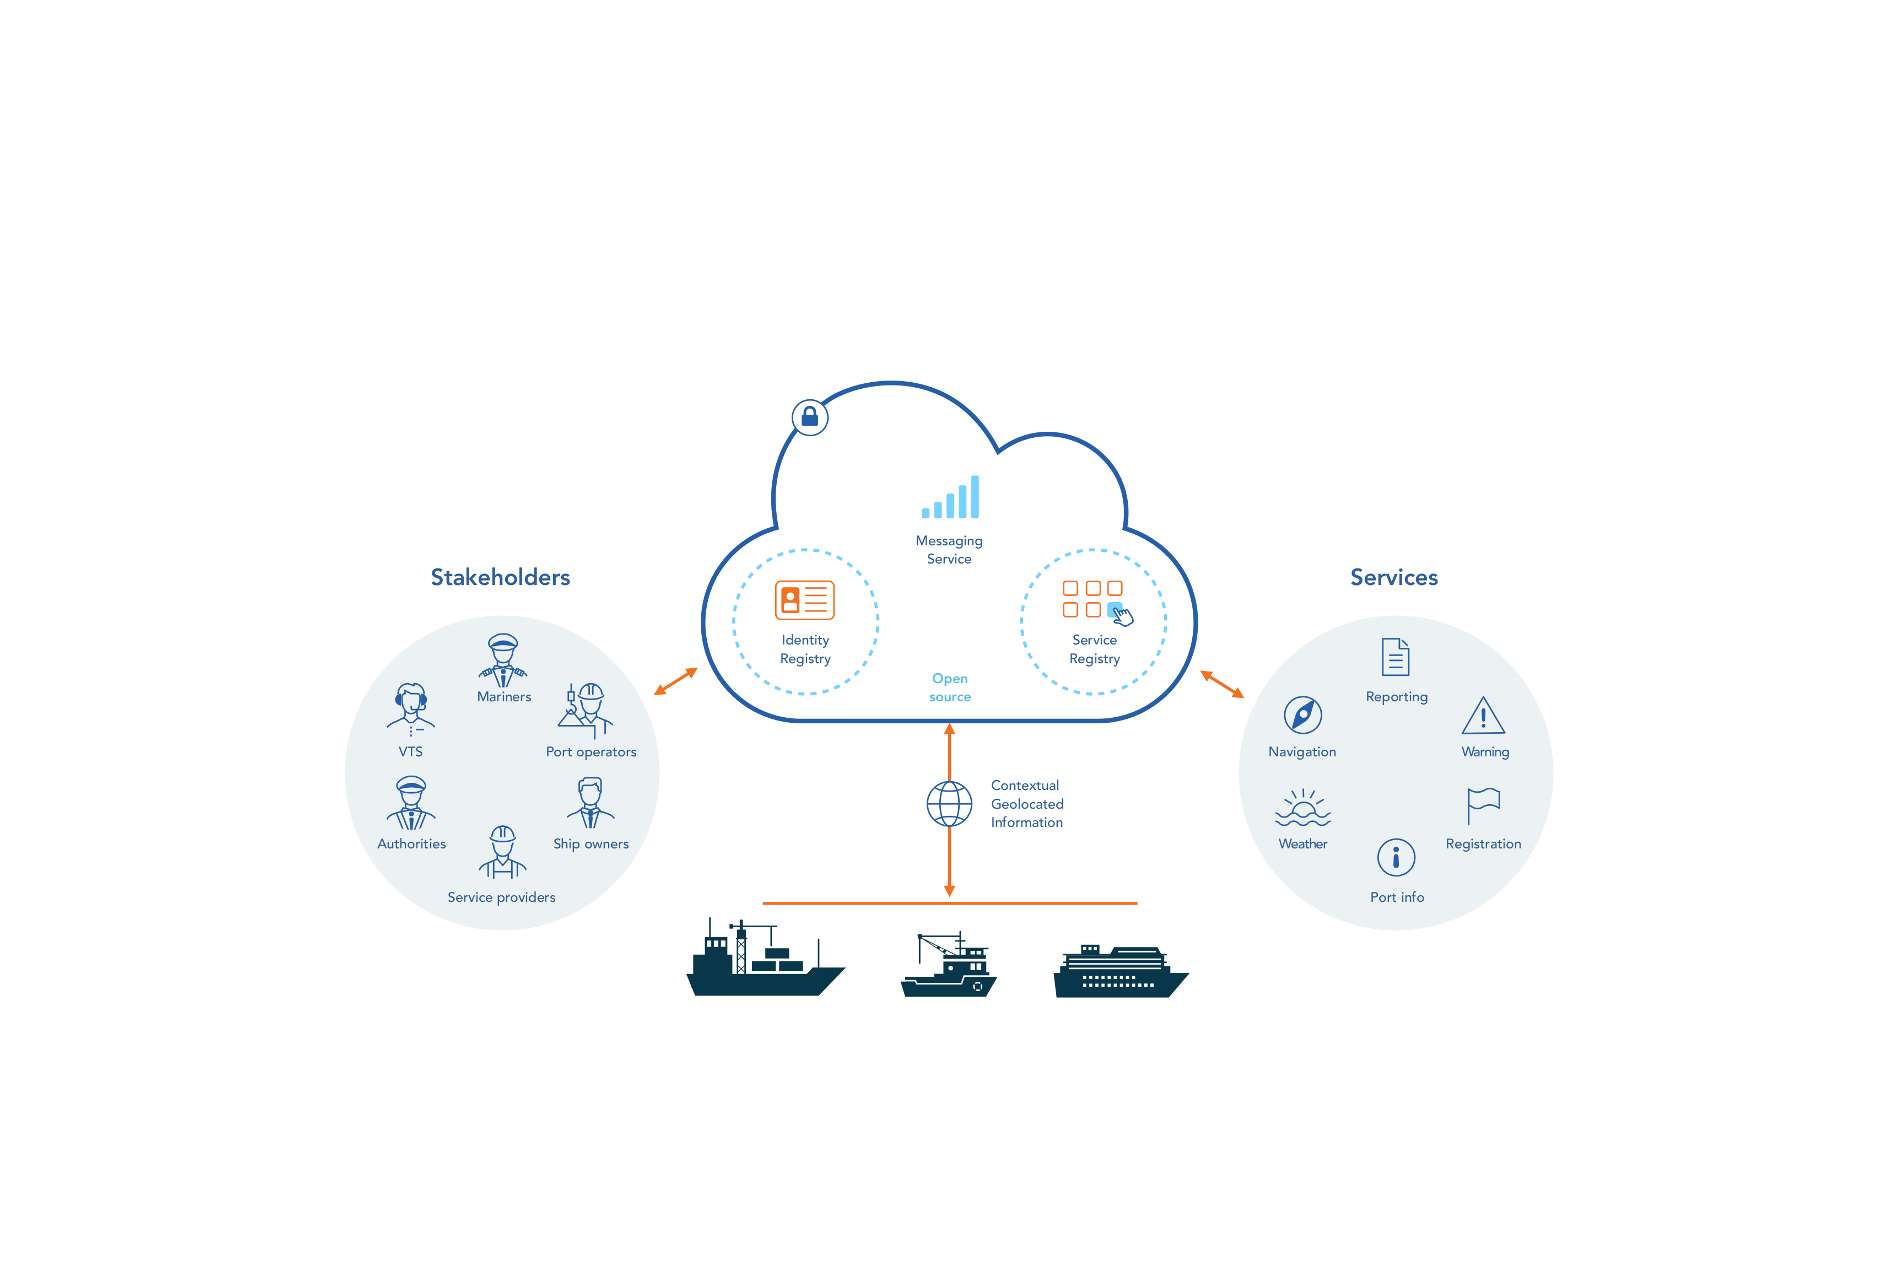 Messaging
Service
Identity
Registry
Service
Registry
Open
source
Stakeholders
Mariners
VTS
Port operators
Authorities
Ship owners
Service providers
Contextual
Geolocated
Information
Services
Reporting
Navigation
Warning
Weather
Registration
Port info